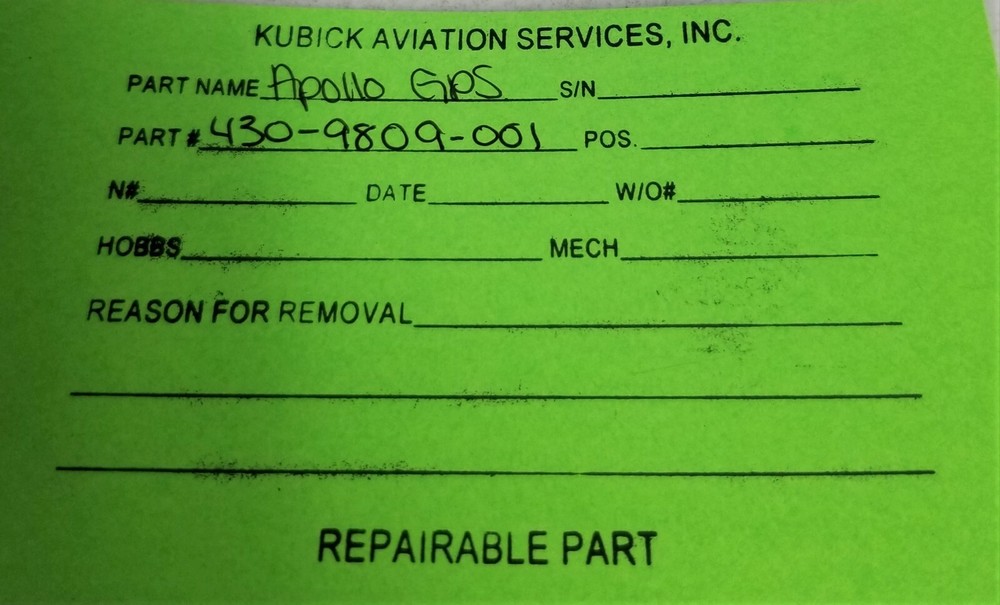 KUBICK AVIATION SERVICES, INC.
PART NAME Apollo GPS S/N
PART # 430-9809-001 POS.
N# DATE W/O#
HOBBS MECH
REASON FOR REMOVAL
REPAIRABLE PART